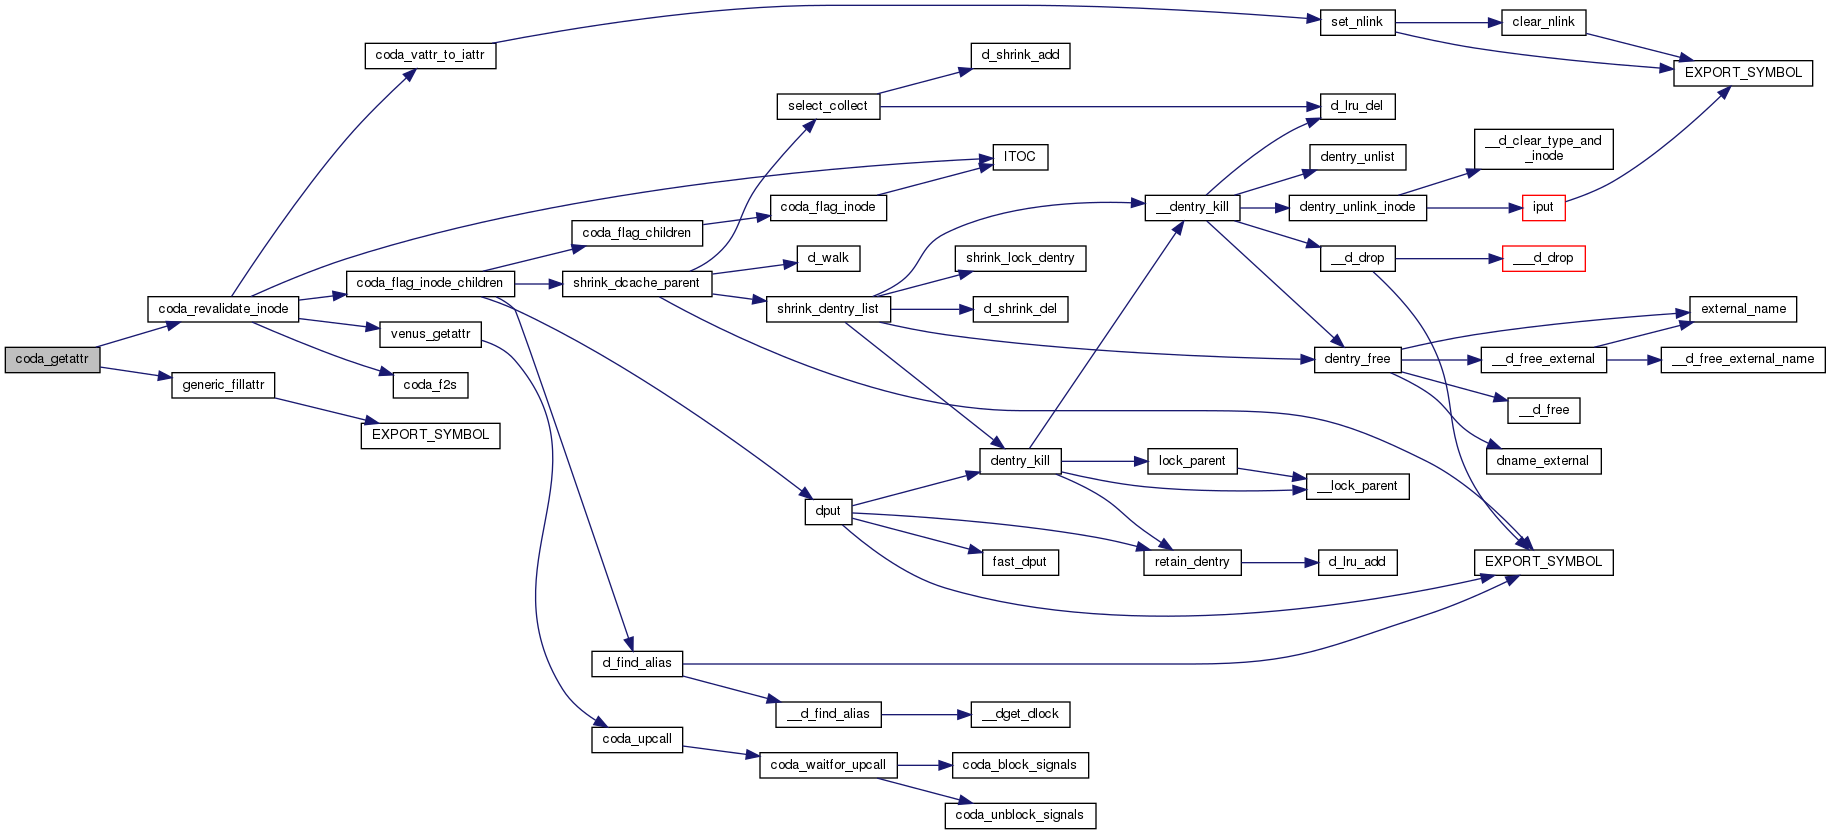 set_nlink
clear_nlink
coda_vattr_to_iattr
d_shrink_add
EXPORT_SYMBOL
select_collect
d_lru_del
__d_clear_type_and
_inode
ITOC
dentry_unlist
coda_flag_inode
__dentry_kill
dentry_unlink_inode
iput
coda_flag_children
d_walk
shrink_lock_dentry
__d_drop
___d_drop
coda_flag_inode_children
shrink_dcache_parent
coda_revalidate_inode
shrink_dentry_list
d_shrink_del
external_name
venus_getattr
coda_getattr
dentry_free
__d_free_external
__d_free_external_name
generic_fillattr
coda_f2s
__d_free
EXPORT_SYMBOL
dentry_kill
lock_parent
dname_external
__lock_parent
dput
fast_dput
retain_dentry
d_lru_add
EXPORT_SYMBOL
d_find_alias
__d_find_alias
__dget_dlock
coda_upcall
coda_waitfor_upcall
coda_block_signals
coda_unblock_signals